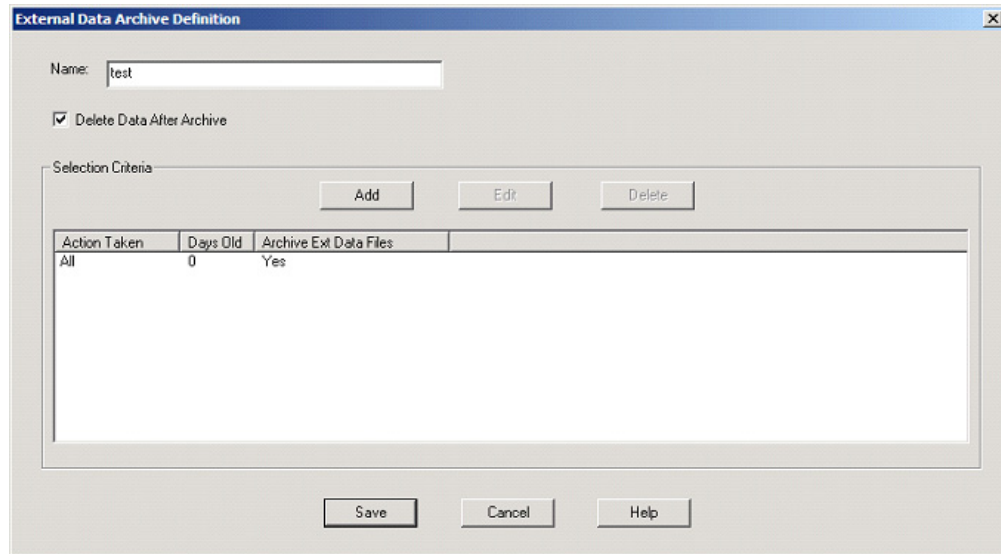 External Data Archive Definition
Name: test
Delete Data After Archive
Selection Criteria
Add Edit Delete
Action Taken Days Old Archive Ext Data Files
All 0 Yes
Save Cancel Help